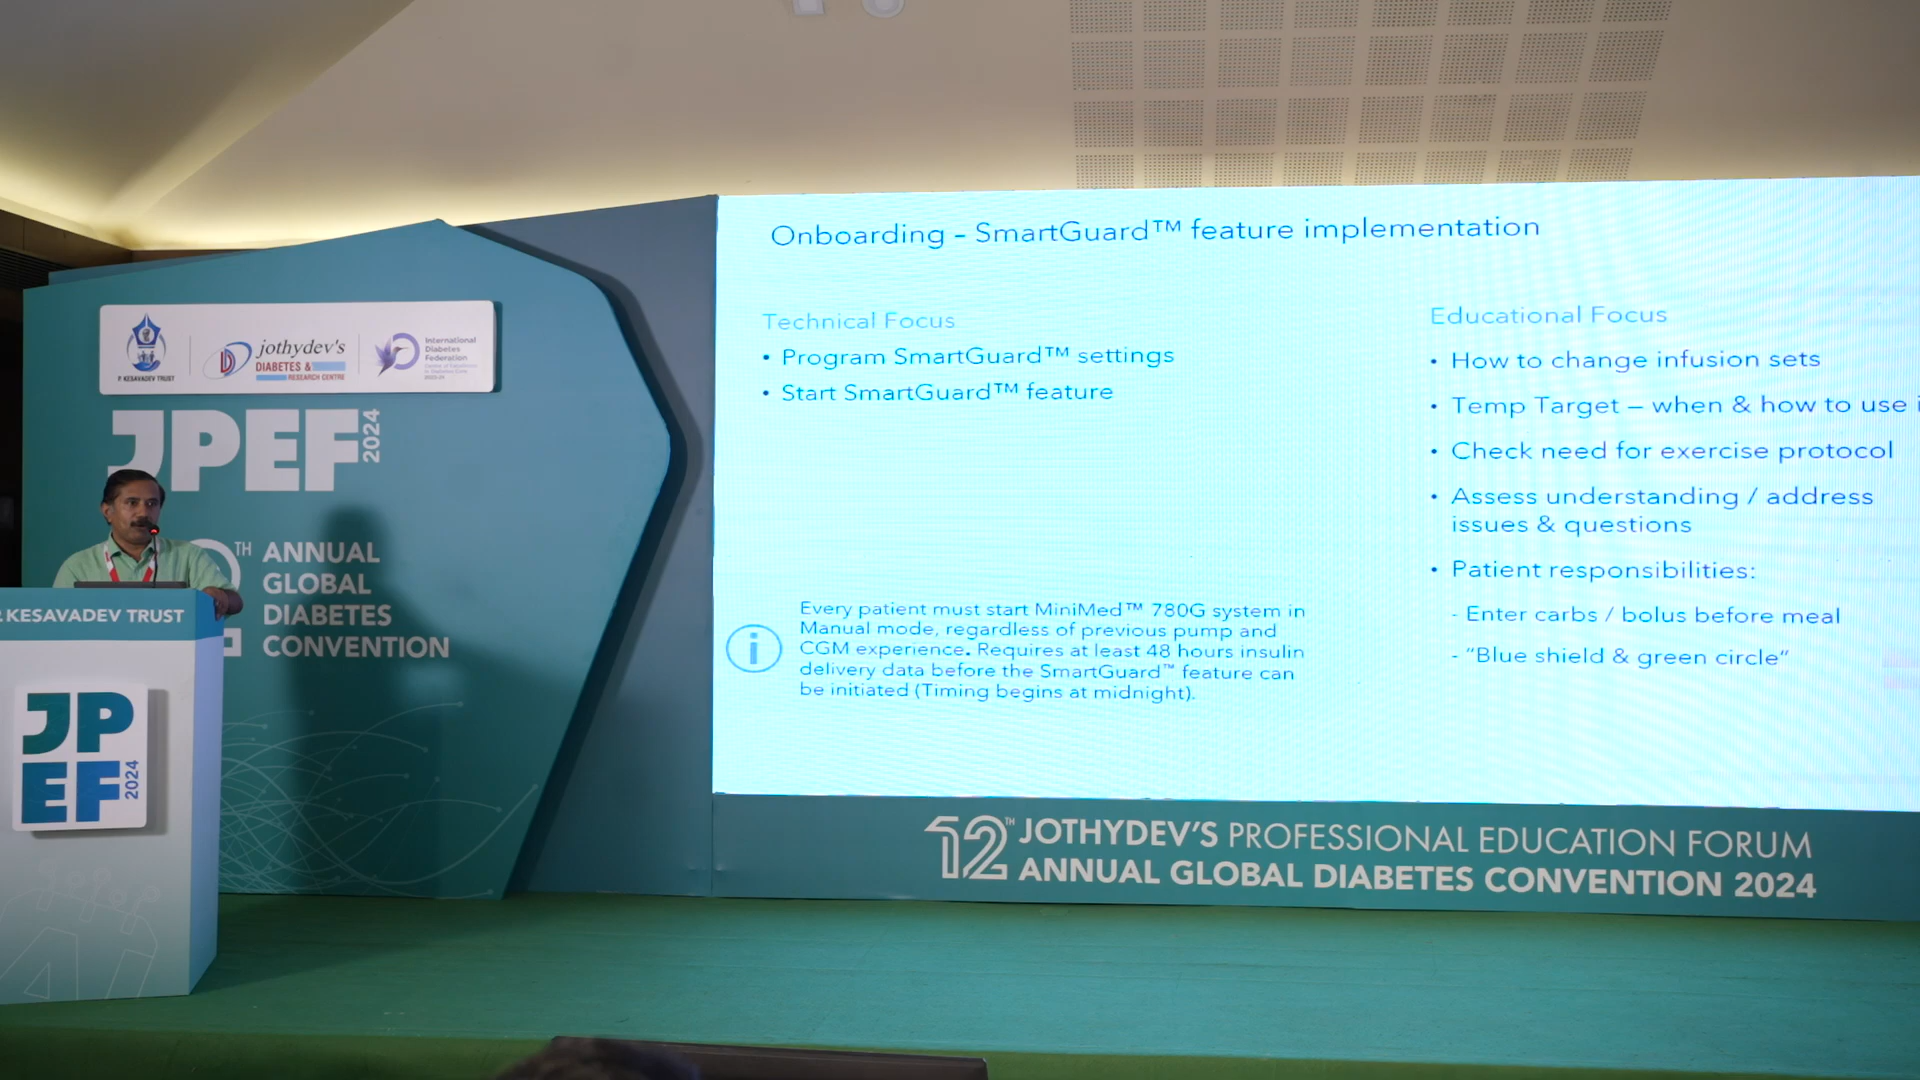 P. KESAVADEV TRUST
jothydev's
DIABETES &
RESEARCH CENTRE
International
Diabetes
Federation
JPEF 2024
TH ANNUAL
GLOBAL
DIABETES
CONVENTION
P. KESAVADEV TRUST
JP
EF 2024
Onboarding – SmartGuard™ feature implementation
Technical Focus
• Program SmartGuard™ settings
• Start SmartGuard™ feature
Every patient must start MiniMed™ 780G system in
Manual mode, regardless of previous pump and
CGM experience. Requires at least 48 hours insulin
delivery data before the SmartGuard™ feature can
be initiated (Timing begins at midnight).
Educational Focus
• How to change infusion sets
• Temp Target – when & how to use
• Check need for exercise protocol
• Assess understanding / address
issues & questions
• Patient responsibilities:
- Enter carbs / bolus before meal
- “Blue shield & green circle”
12TH JOTHYDEV'S PROFESSIONAL EDUCATION FORUM
ANNUAL GLOBAL DIABETES CONVENTION 2024